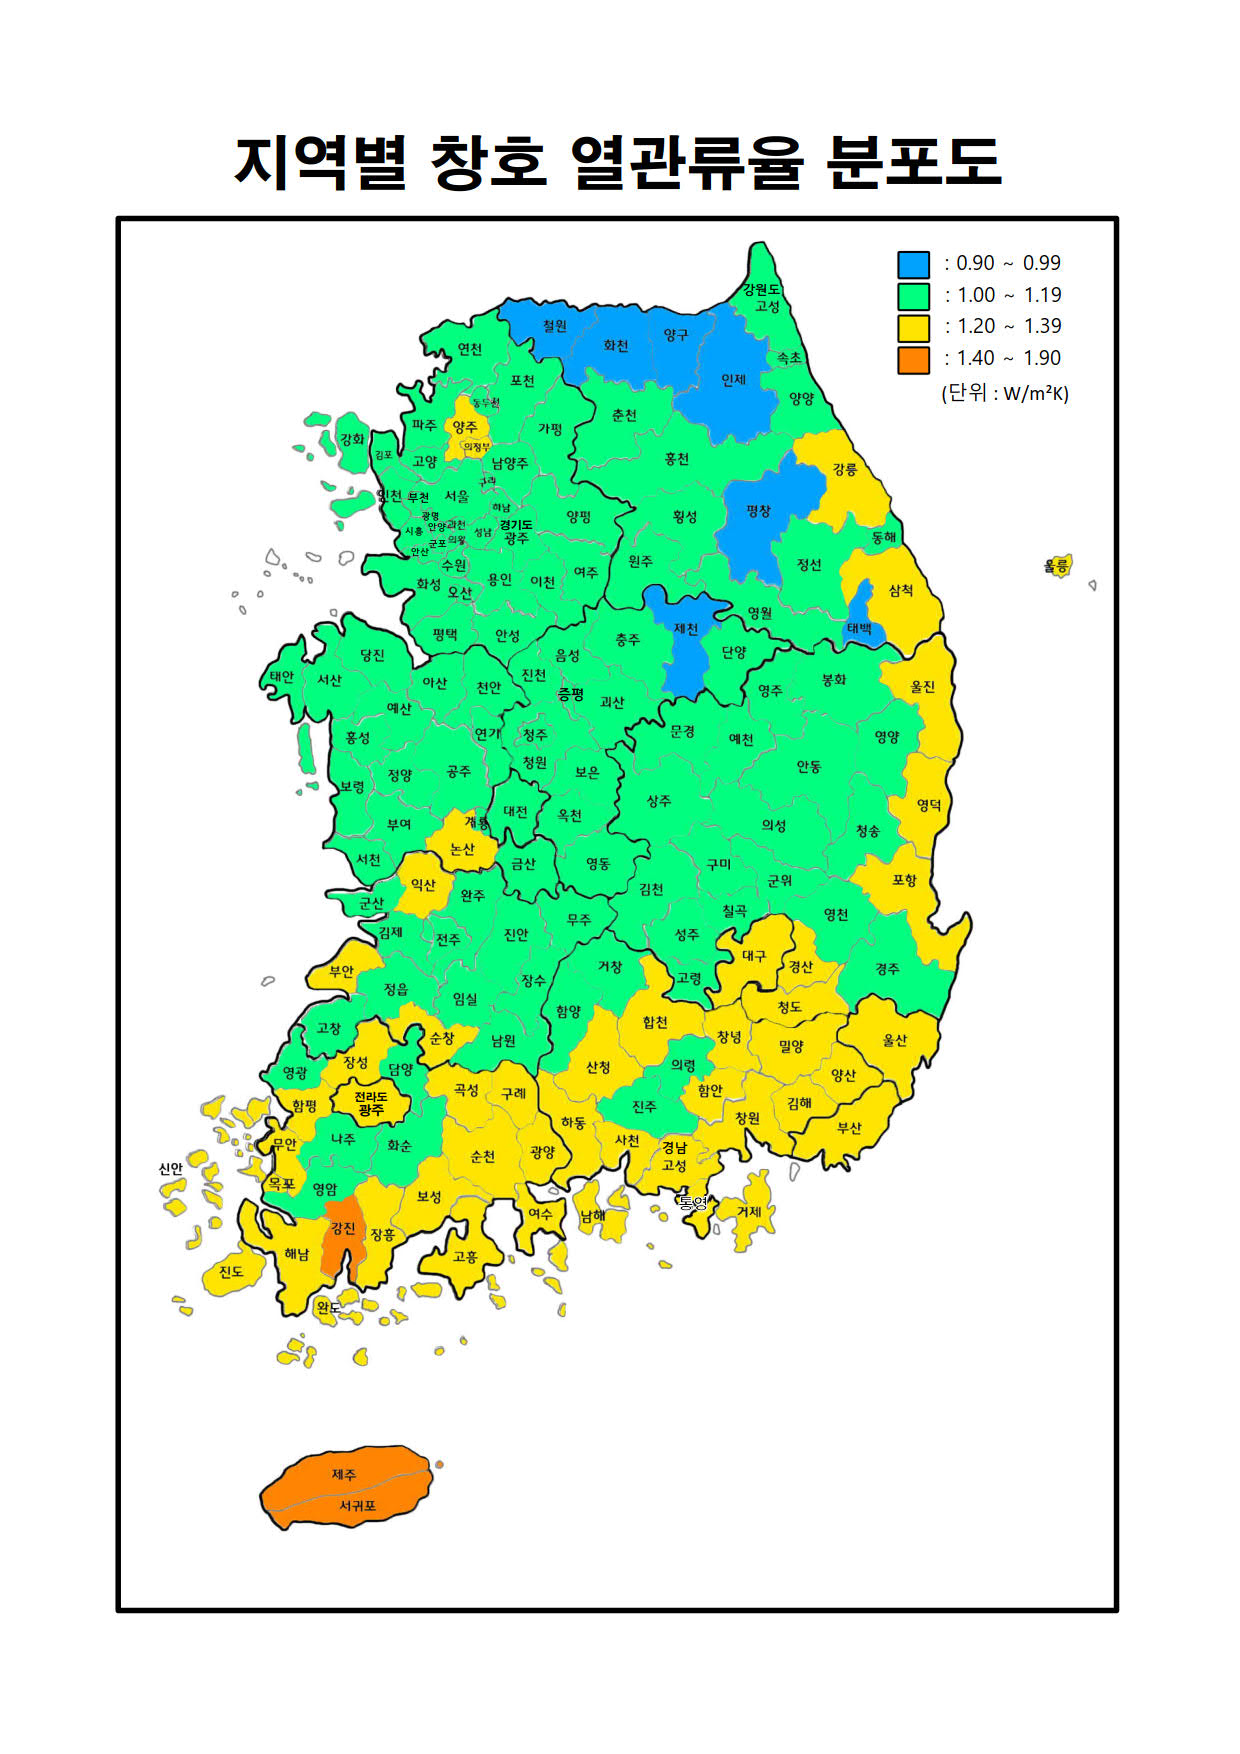 지역별 창호 열관류율 분포도
: 0.90 ~ 0.99
: 1.00 ~ 1.19
: 1.20 ~ 1.39
: 1.40 ~ 1.90
(단위 : W/m²K)
강원도
고성
철원
화천
양구
인제
속초
양양
연천
포천
동두천
파주
양주
의정부
가평
춘천
강화
김포
고양
남양주
홍천
강릉
구리
인천
부천
서울
하남
광명
시흥
안양
과천
성남
경기도
광주
양평
횡성
평창
동해
군포
의왕
안산
수원
원주
정선
울릉
화성
오산
용인
이천
여주
삼척
영월
태백
평택
안성
충주
제천
단양
당진
음성
태안
서산
아산
천안
진천
증평
괴산
영주
봉화
울진
예산
홍성
연기
청주
문경
예천
영양
보령
정양
공주
청원
보은
안동
상주
영덕
부여
계룡
대전
옥천
의성
청송
서천
논산
금산
영동
구미
군위
포항
익산
완주
김천
군산
무주
칠곡
영천
김제
전주
진안
성주
대구
경산
경주
부안
정읍
임실
장수
거창
고령
청도
고창
순창
남원
함양
합천
창녕
밀양
울산
영광
장성
담양
산청
의령
양산
함평
전라도
광주
곡성
구례
진주
함안
김해
창원
부산
무안
나주
화순
하동
사천
경남
고성
신안
목포
영암
순천
광양
보성
여수
남해
통영
거제
강진
장흥
해남
고흥
진도
완도
제주
서귀포